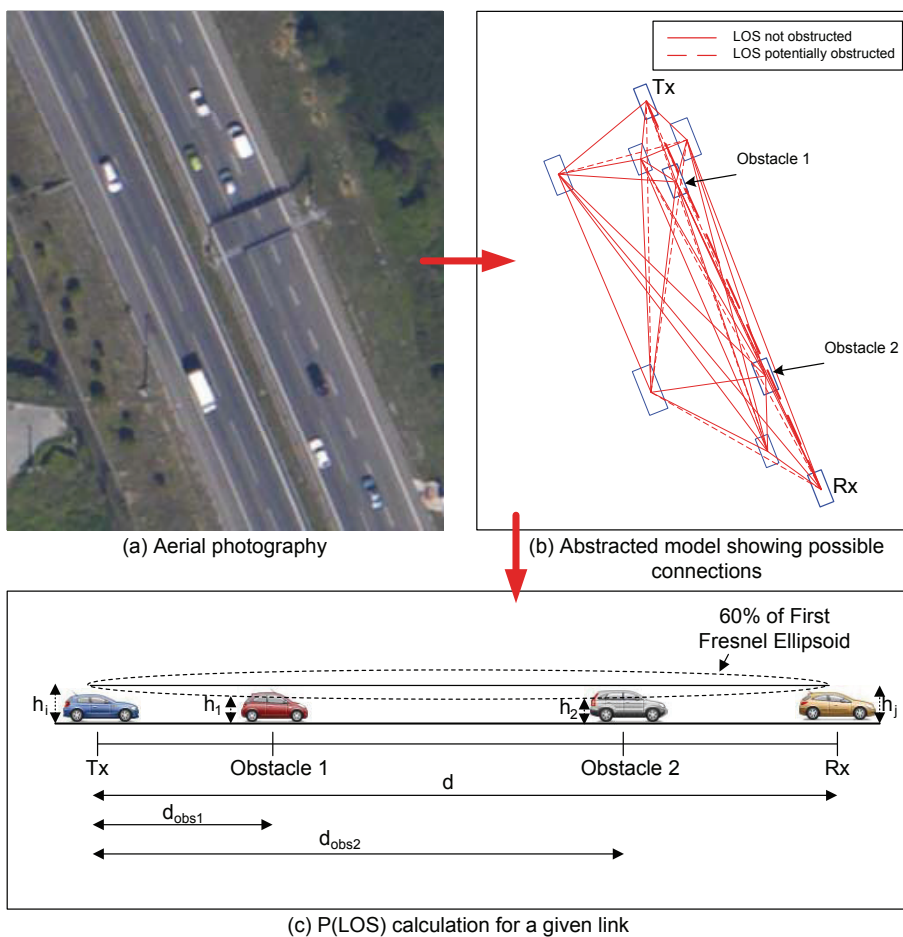 LOS not obstructed
LOS potentially obstructed
Tx
Obstacle 1
Obstacle 2
Rx
(a) Aerial photography
(b) Abstracted model showing possible
connections
60% of First
Fresnel Ellipsoid
hi
h1
h2
hj
Tx
Obstacle 1
Obstacle 2
Rx
d
dobs1
dobs2
(c) P(LOS) calculation for a given link